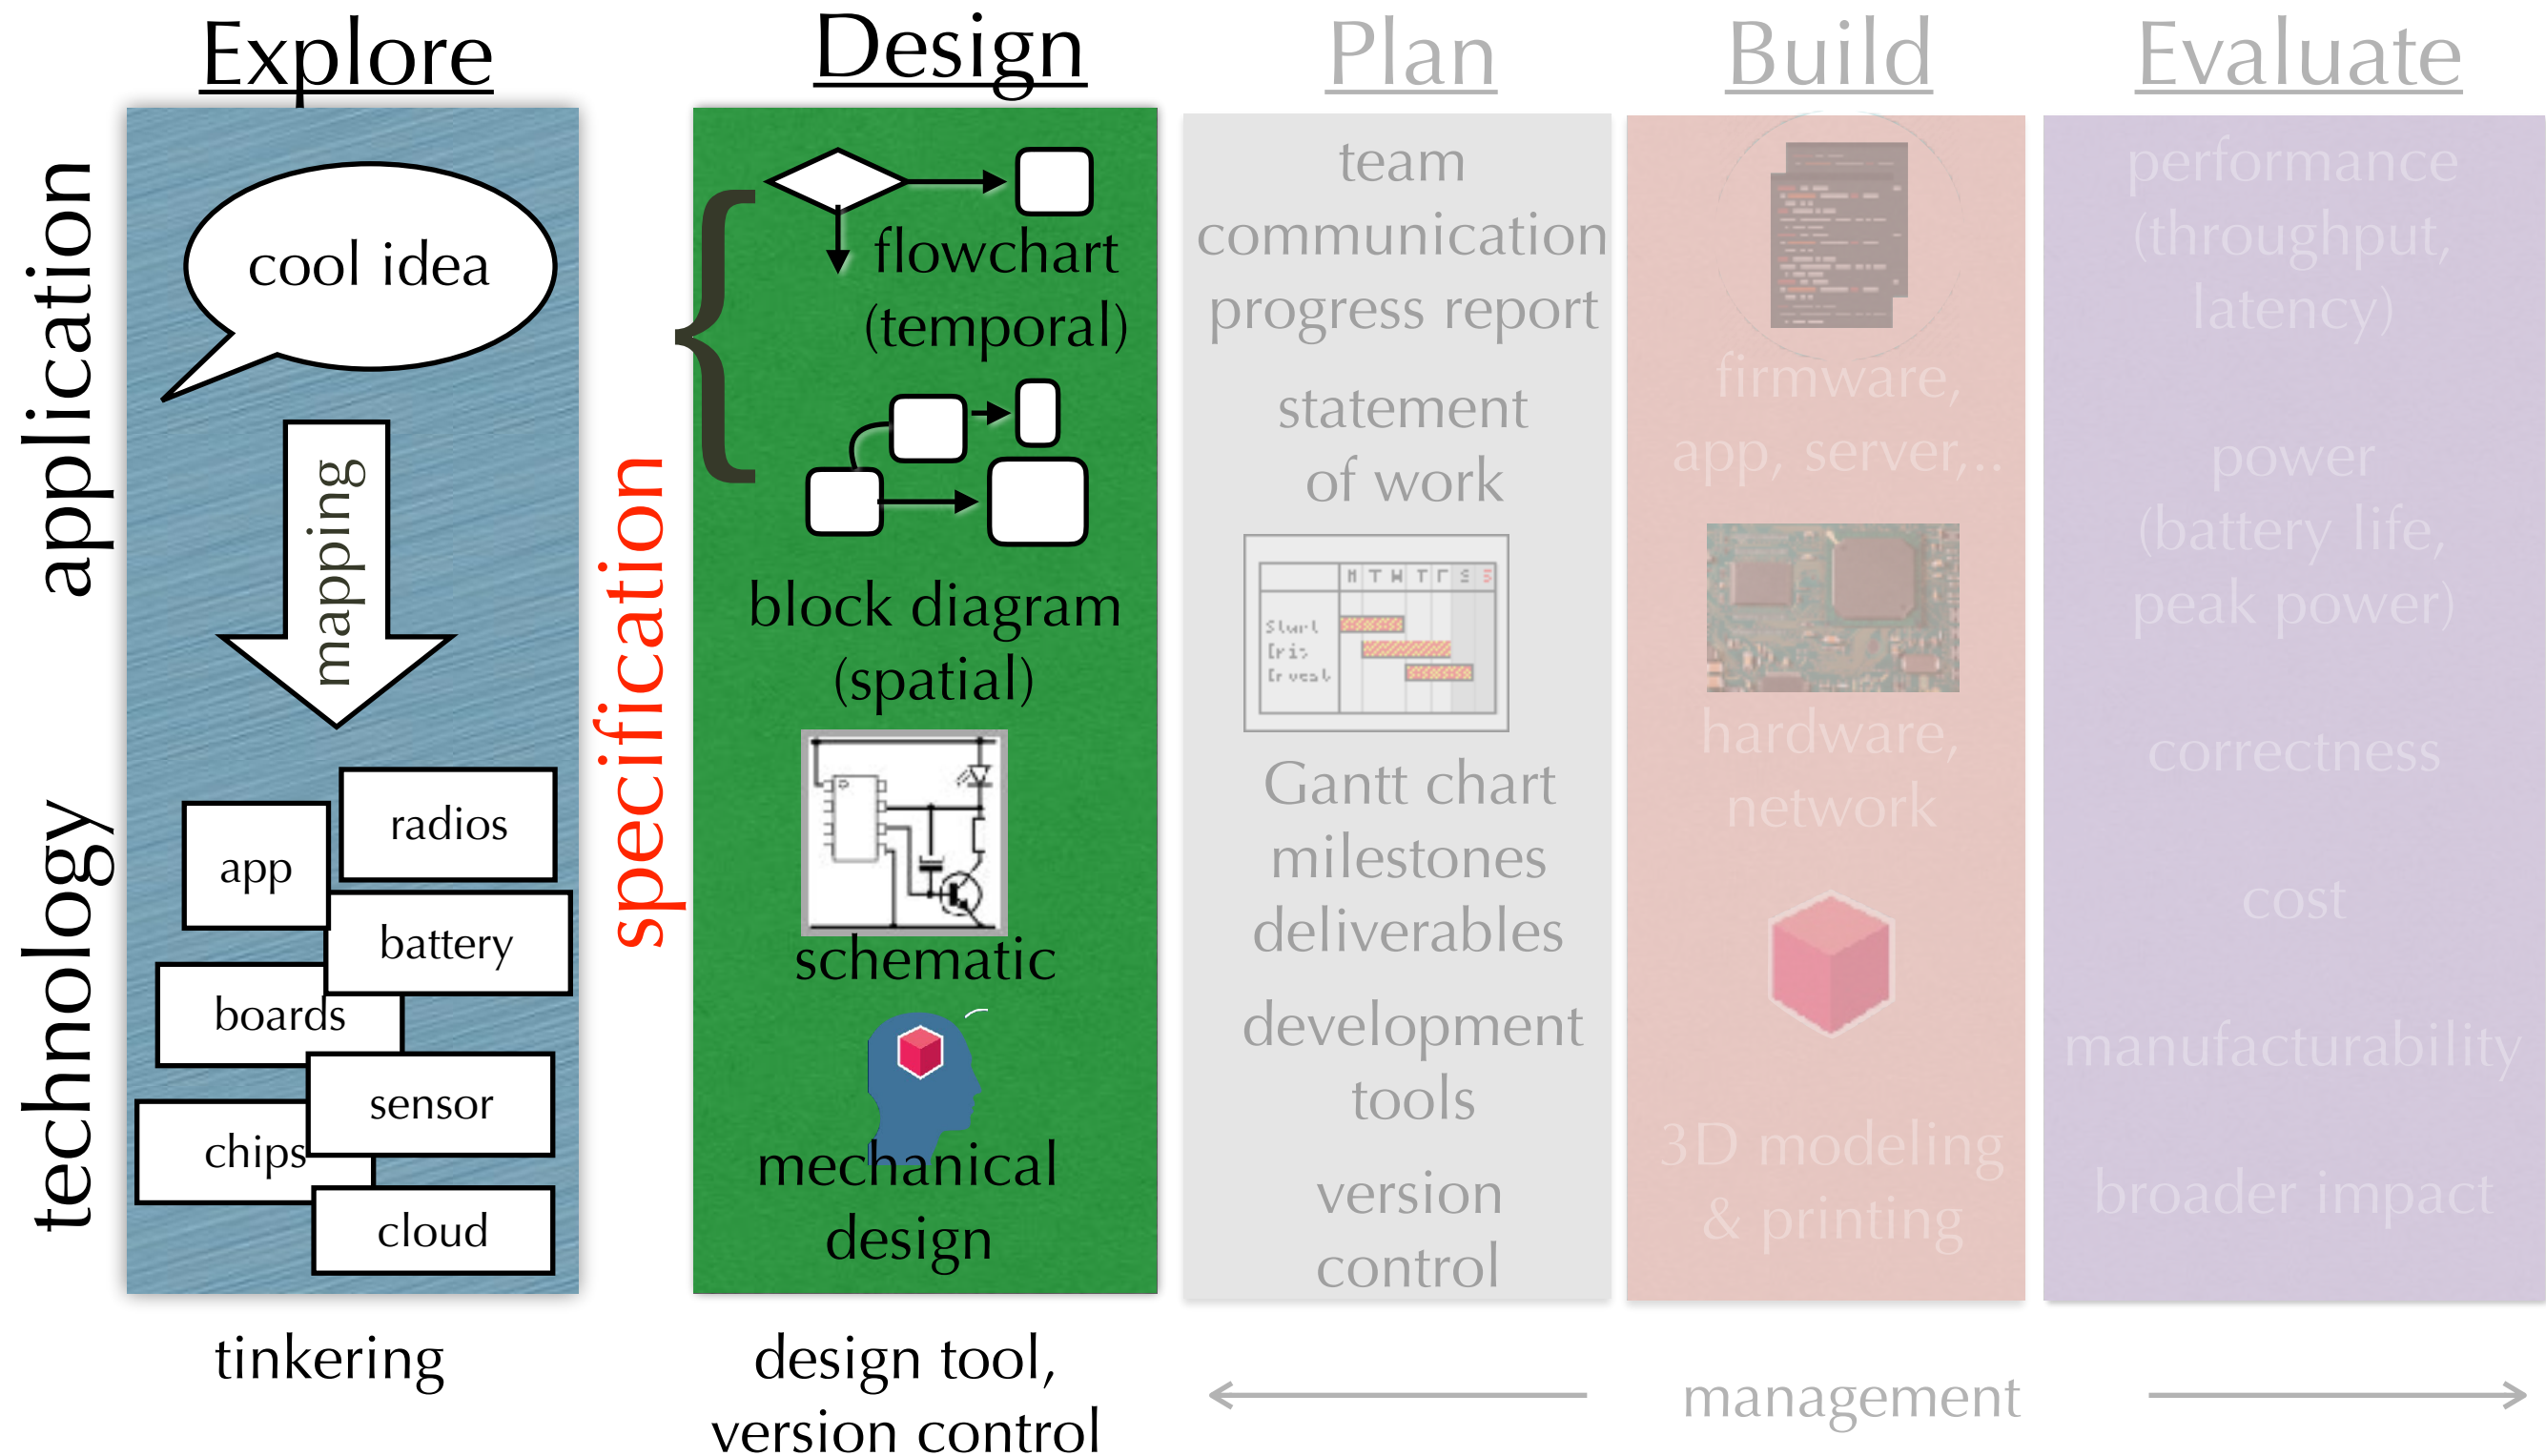 Explore
application
technology
cool idea
mapping
app
radios
battery
boards
sensor
chips
cloud
tinkering
specification
Design
flowchart
(temporal)
block diagram
(spatial)
schematic
mechanical
design
design tool,
version control
Plan
team
communication
progress report
statement
of work
M T W T F S S
Gantt chart
milestones
deliverables
development
tools
version
control
Build
firmware,
app, server,..
hardware,
network
3D modeling
& printing
Evaluate
performance
(throughput,
latency)
power
(battery life,
peak power)
correctness
cost
manufacturability
broader impact
management